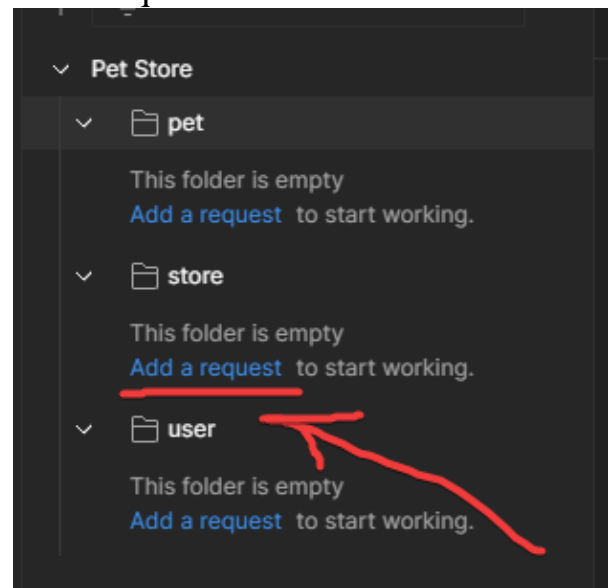 Pet Store
pet
This folder is empty
Add a request to start working.
store
This folder is empty
Add a request to start working.
user
This folder is empty
Add a request to start working.